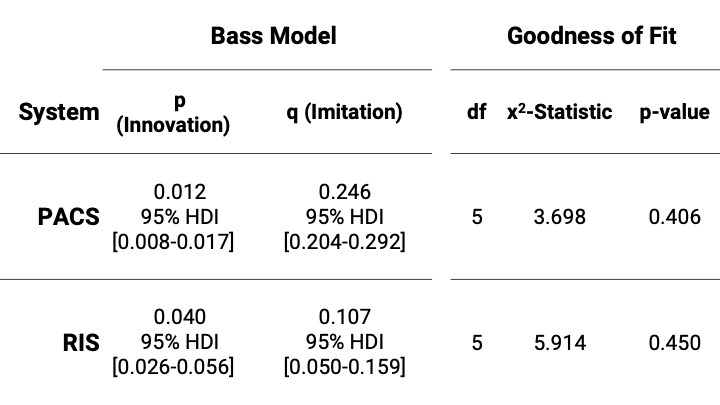 Bass Model Goodness of Fit
System p (Innovation) q (Imitation) df x²-Statistic p-value
PACS 0.012 95% HDI [0.008-0.017] 0.246 95% HDI [0.204-0.292] 5 3.698 0.406
RIS 0.040 95% HDI [0.026-0.056] 0.107 95% HDI [0.050-0.159] 5 5.914 0.450